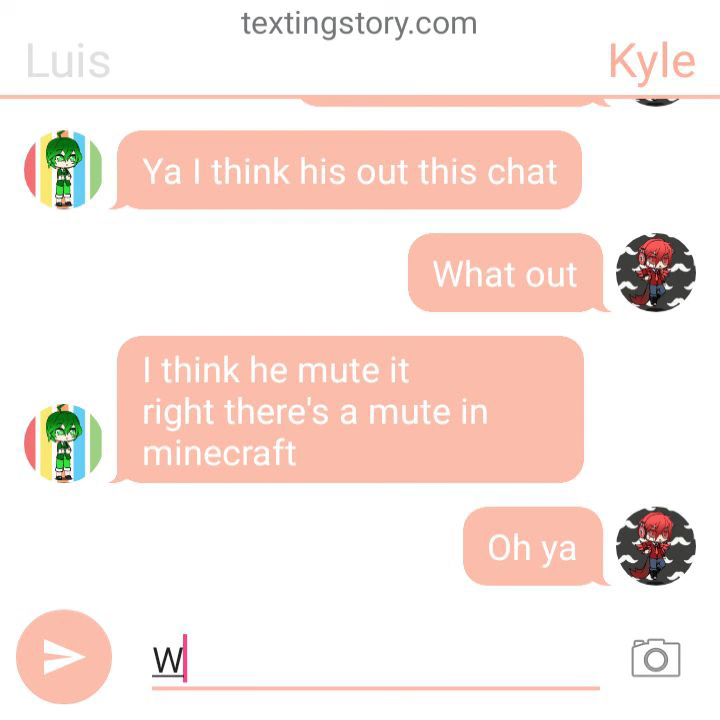 textingstory.com
Luis
Kyle
Ya I think his out this chat
What out
I think he mute it
right there's a mute in
minecraft
Oh ya
W